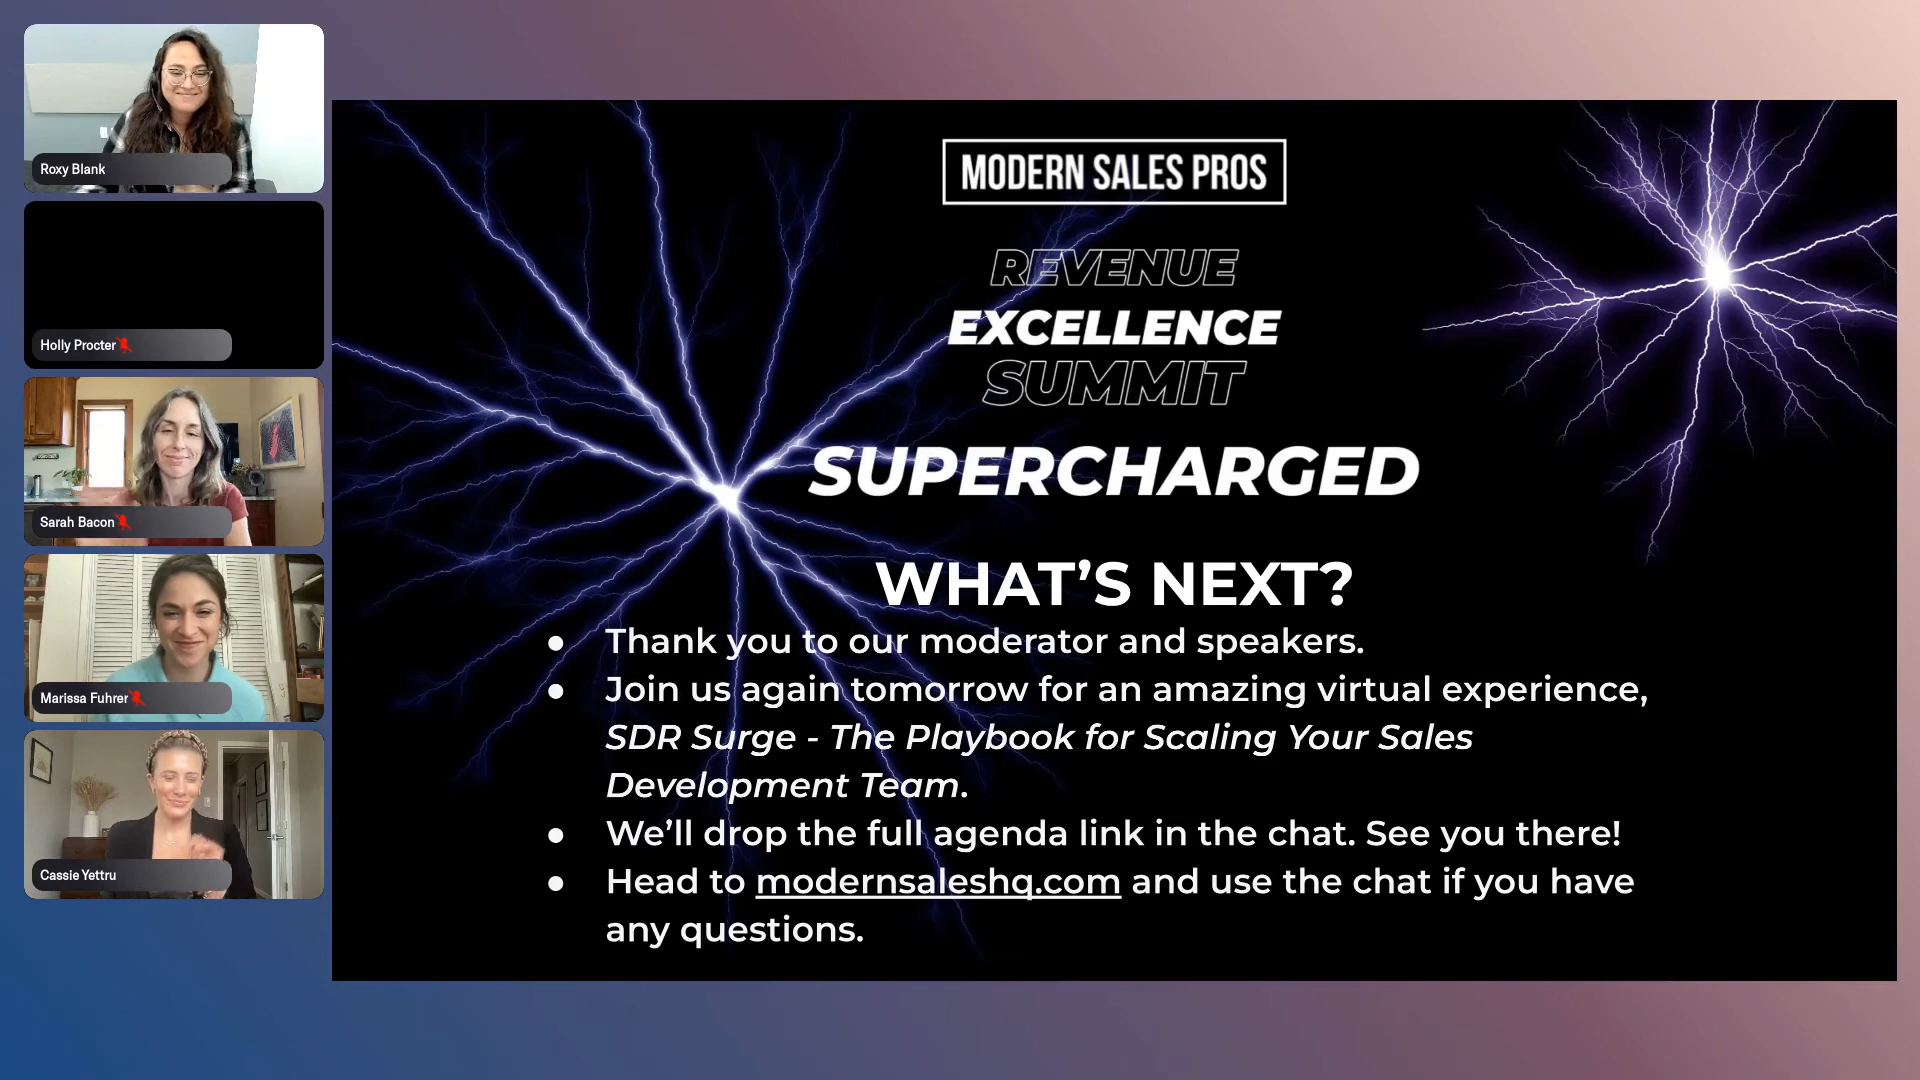 Roxy Blank
Holly Procter
Sarah Bacon
Marissa Fuhrer
Cassie Yettru
MODERN SALES PROS
REVENUE
EXCELLENCE
SUMMIT
SUPERCHARGED
WHAT’S NEXT?
● Thank you to our moderator and speakers.
● Join us again tomorrow for an amazing virtual experience,
SDR Surge - The Playbook for Scaling Your Sales
Development Team.
● We’ll drop the full agenda link in the chat. See you there!
● Head to modernsaleshq.com and use the chat if you have
any questions.